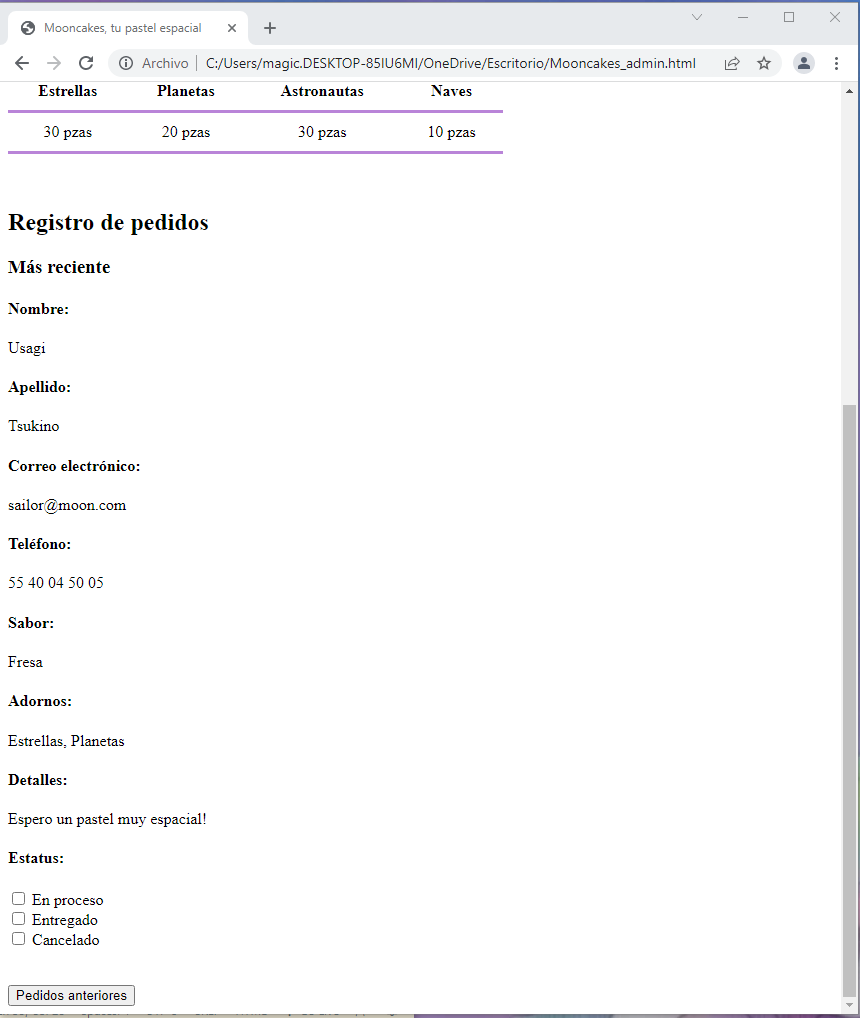 Mooncakes, tu pastel espacial
Archivo C:/Users/magic.DESKTOP-85IU6MI/OneDrive/Escritorio/Mooncakes_admin.html
Estrellas Planetas Astronautas Naves
30 pzas 20 pzas 30 pzas 10 pzas
Registro de pedidos
Más reciente
Nombre:
Usagi
Apellido:
Tsukino
Correo electrónico:
sailor@moon.com
Teléfono:
55 40 04 50 05
Sabor:
Fresa
Adornos:
Estrellas, Planetas
Detalles:
Espero un pastel muy espacial!
Estatus:
En proceso
Entregado
Cancelado
Pedidos anteriores